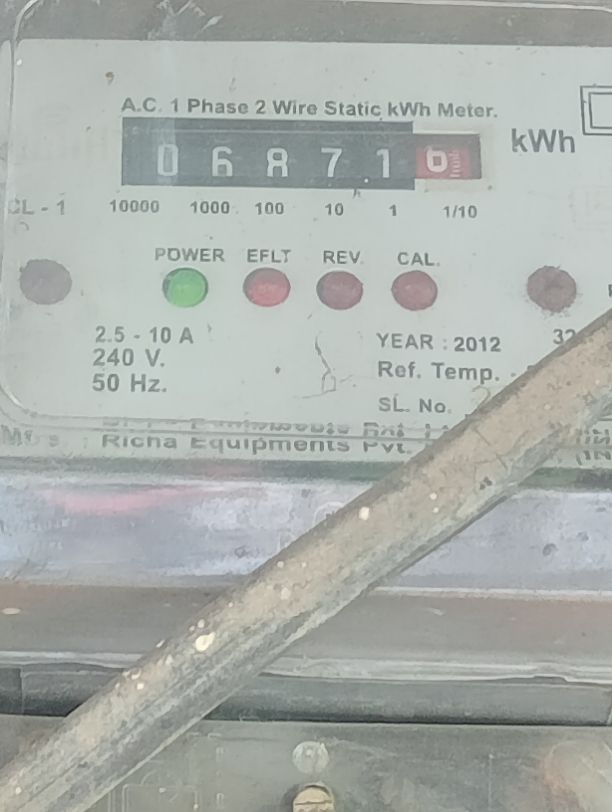 A.C. 1 Phase 2 Wire Static kWh Meter.
0 6 8 7 1 6 kWh
CL - 1 10000 1000 100 10 1 1/10
POWER EFLT REV. CAL.
2.5 - 10 A
240 V.
50 Hz.
YEAR : 2012
Ref. Temp. -
SL. No.
Richa Equipments Pvt.